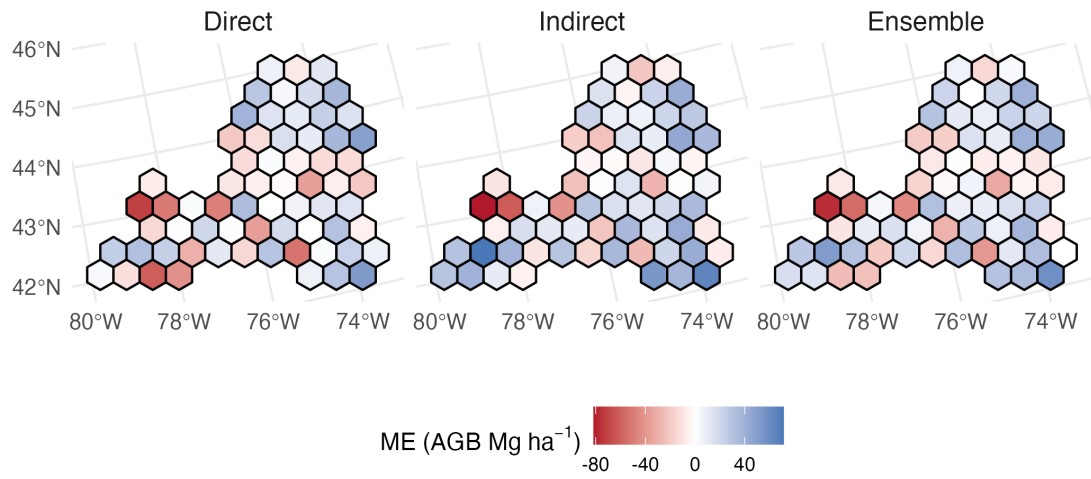 Direct Indirect Ensemble
46°N
45°N
44°N
43°N
42°N
80°W 78°W 76°W 74°W 80°W 78°W 76°W 74°W 80°W 78°W 76°W 74°W
ME (AGB Mg ha⁻¹)
-80 -40 0 40